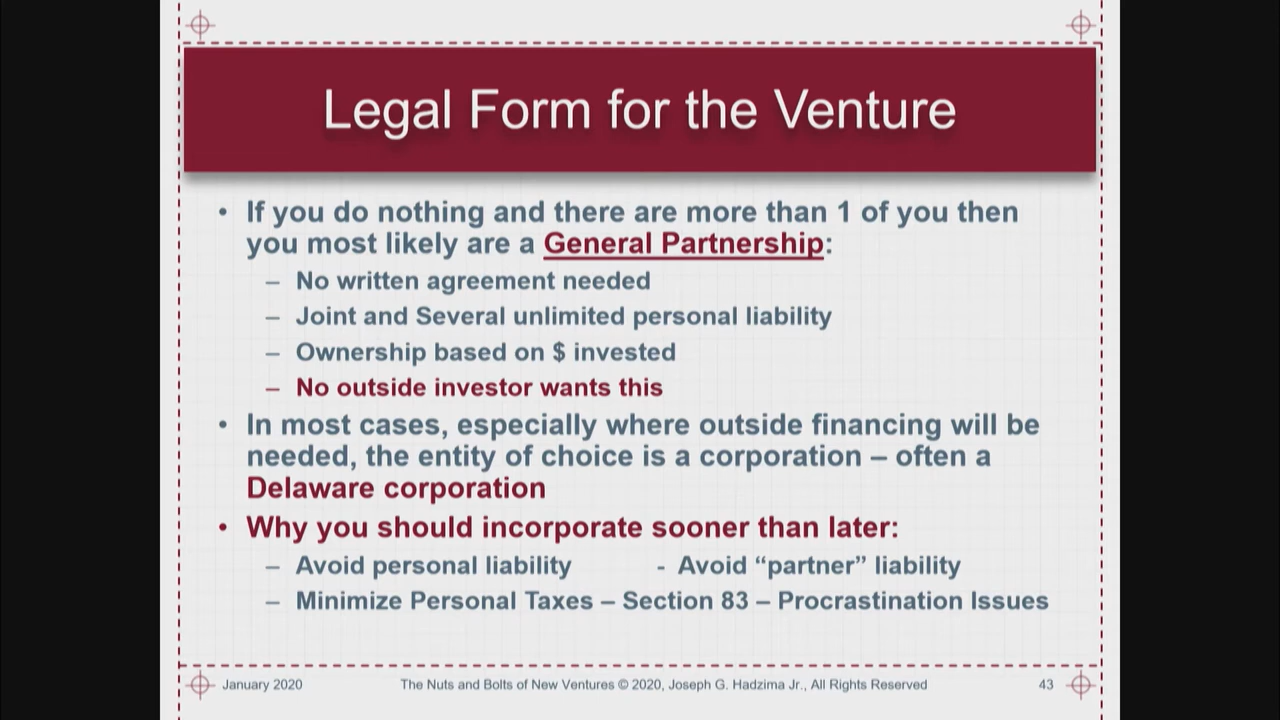 Legal Form for the Venture
• If you do nothing and there are more than 1 of you then
you most likely are a General Partnership:
– No written agreement needed
– Joint and Several unlimited personal liability
– Ownership based on $ invested
– No outside investor wants this
• In most cases, especially where outside financing will be
needed, the entity of choice is a corporation – often a
Delaware corporation
• Why you should incorporate sooner than later:
– Avoid personal liability - Avoid “partner” liability
– Minimize Personal Taxes – Section 83 – Procrastination Issues
January 2020 The Nuts and Bolts of New Ventures © 2020, Joseph G. Hadzima Jr., All Rights Reserved 43